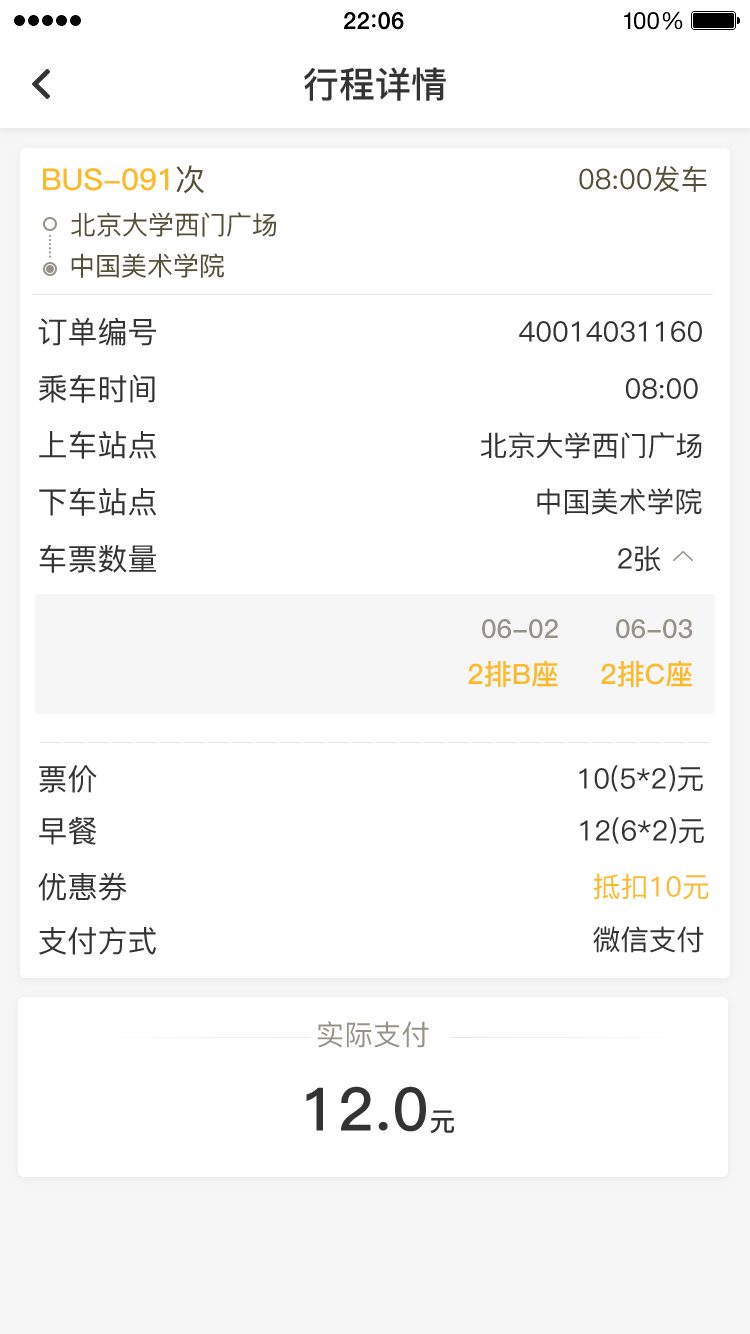 22:06 100%
行程详情
BUS-091次 08:00发车
北京大学西门广场
中国美术学院
订单编号 40014031160
乘车时间 08:00
上车站点 北京大学西门广场
下车站点 中国美术学院
车票数量 2张
06-02 06-03
2排B座 2排C座
票价 10(5*2)元
早餐 12(6*2)元
优惠券 抵扣10元
支付方式 微信支付
实际支付
12.0元